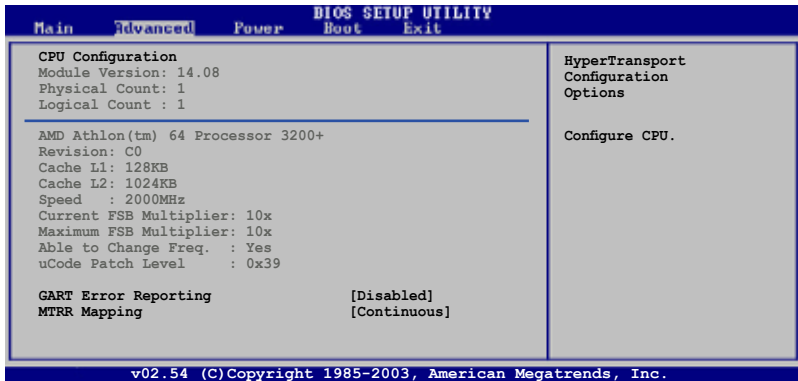 BIOS SETUP UTILITY
Main Advanced Power Boot Exit
CPU Configuration
Module Version: 14.08
Physical Count: 1
Logical Count : 1
AMD Athlon(tm) 64 Processor 3200+
Revision: C0
Cache L1: 128KB
Cache L2: 1024KB
Speed : 2000MHz
Current FSB Multiplier: 10x
Maximum FSB Multiplier: 10x
Able to Change Freq. : Yes
uCode Patch Level : 0x39
GART Error Reporting [Disabled]
MTRR Mapping [Continuous]
HyperTransport
Configuration
Options
Configure CPU.
v02.54 (C)Copyright 1985-2003, American Megatrends, Inc.